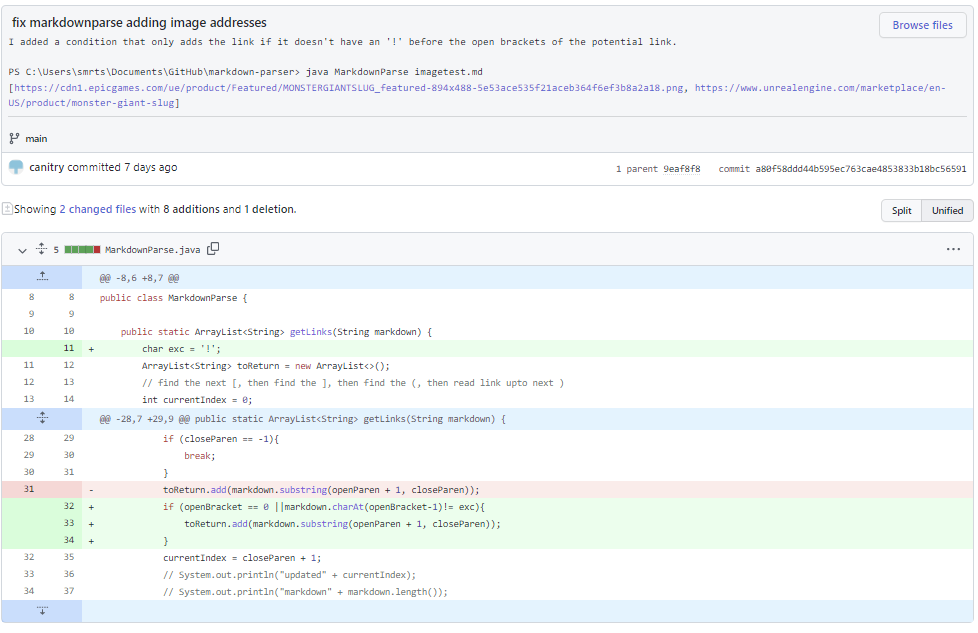 fix markdownparse adding image addresses
Browse files
I added a condition that only adds the link if it doesn't have an '!' before the open brackets of the potential link.
PS C:\Users\smrts\Documents\GitHub\markdown-parser> java MarkdownParse imagetest.md
[https://cdn1.epicgames.com/ue/product/Featured/MONSTERGIANTSLUG_featured-894x488-5e53ace535f21aceb364f6ef3b8a2a18.png, https://www.unrealengine.com/marketplace/en-
US/product/monster-giant-slug]
main
canitry committed 7 days ago
1 parent 9eaf8f8 commit a80f58ddd44b595ec763cae4853833b18bc56591
Showing 2 changed files with 8 additions and 1 deletion.
Split Unified
5 MarkdownParse.java
@@ -8,6 +8,7 @@
8 8 public class MarkdownParse {
9 9
10 10 public static ArrayList<String> getLinks(String markdown) {
11 + char exc = '!';
11 12 ArrayList<String> toReturn = new ArrayList<>();
12 13 // find the next [, then find the ], then find the (, then read link upto next )
13 14 int currentIndex = 0;
@@ -28,7 +29,9 @@ public static ArrayList<String> getLinks(String markdown) {
28 29 if (closeParen == -1){
29 30 break;
30 31 }
31 - toReturn.add(markdown.substring(openParen + 1, closeParen));
32 + if (openBracket == 0 ||markdown.charAt(openBracket-1)!= exc){
33 + toReturn.add(markdown.substring(openParen + 1, closeParen));
34 + }
32 35 currentIndex = closeParen + 1;
33 36 // System.out.println("updated" + currentIndex);
34 37 // System.out.println("markdown" + markdown.length());